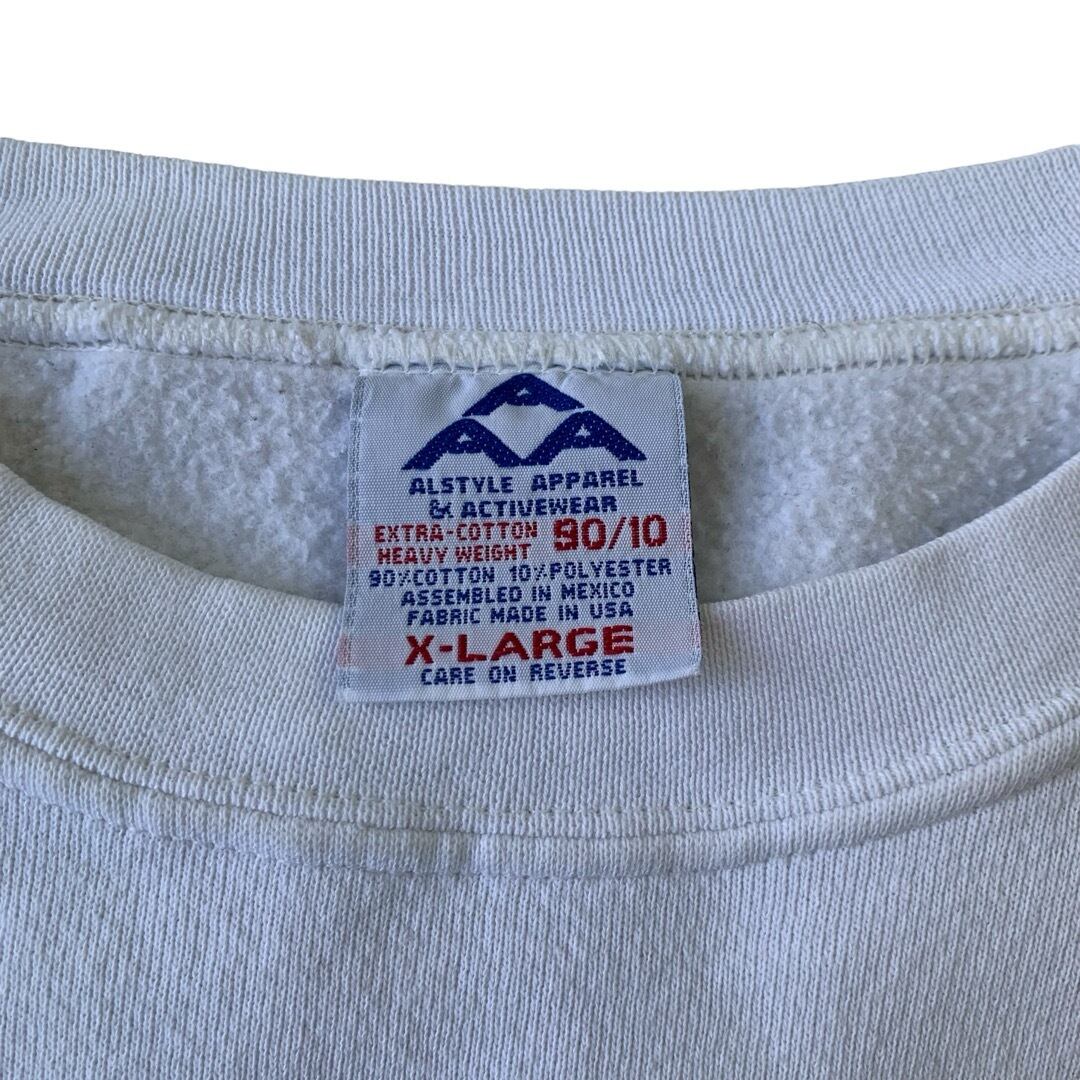 A
A A
ALSTYLE APPAREL
& ACTIVEWEAR
EXTRA-COTTON 90/10
HEAVY WEIGHT
90%COTTON 10%POLYESTER
ASSEMBLED IN MEXICO
FABRIC MADE IN USA
X-LARGE
CARE ON REVERSE